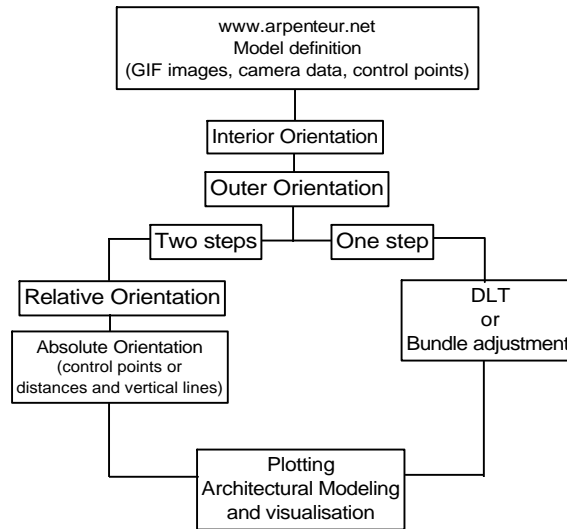 www.arpenteur.net
Model definition
(GIF images, camera data, control points)
Interior Orientation
Outer Orientation
Two steps
One step
Relative Orientation
Absolute Orientation
(control points or
distances and vertical lines)
DLT
or
Bundle adjustment
Plotting
Architectural Modeling
and visualisation